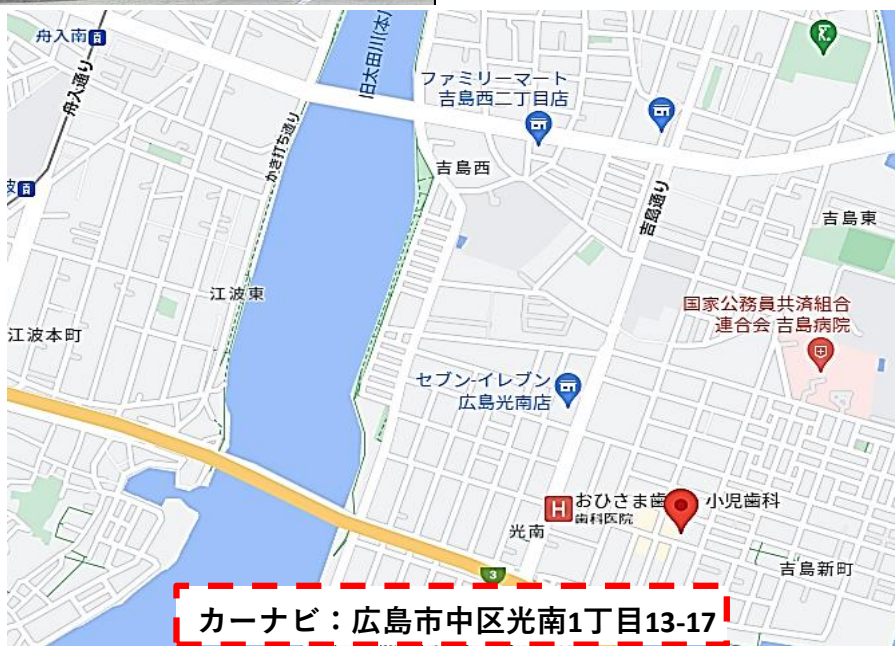 舟入南
舟入通り
旧太田川(本川)
かき打ち通り
ファミリーマート
吉島西二丁目店
吉島西
吉島通り
吉島東
江波東
国家公務員共済組合
連合会 吉島病院
江波本町
セブン-イレブン
広島光南店
おひさま歯 小児歯科
歯科医院
光南
3
吉島新町
カーナビ：広島市中区光南1丁目13-17